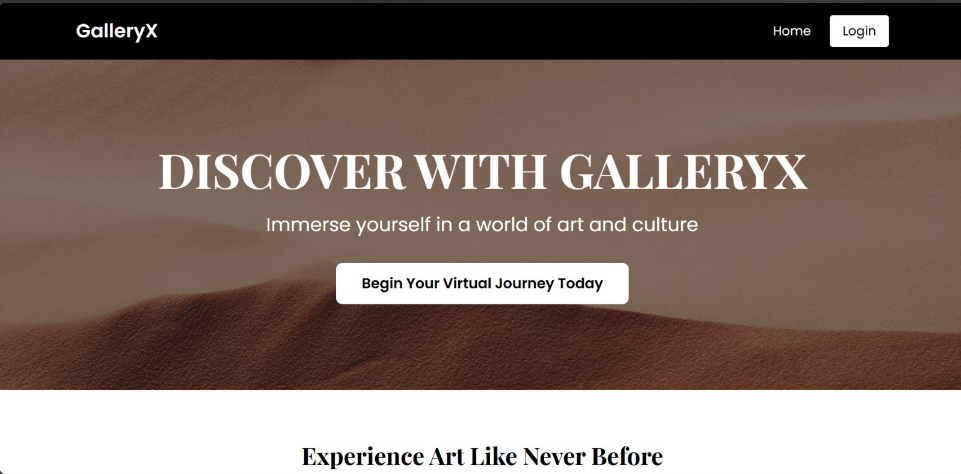 GalleryX
Home
Login
DISCOVER WITH GALLERYX
Immerse yourself in a world of art and culture
Begin Your Virtual Journey Today
Experience Art Like Never Before